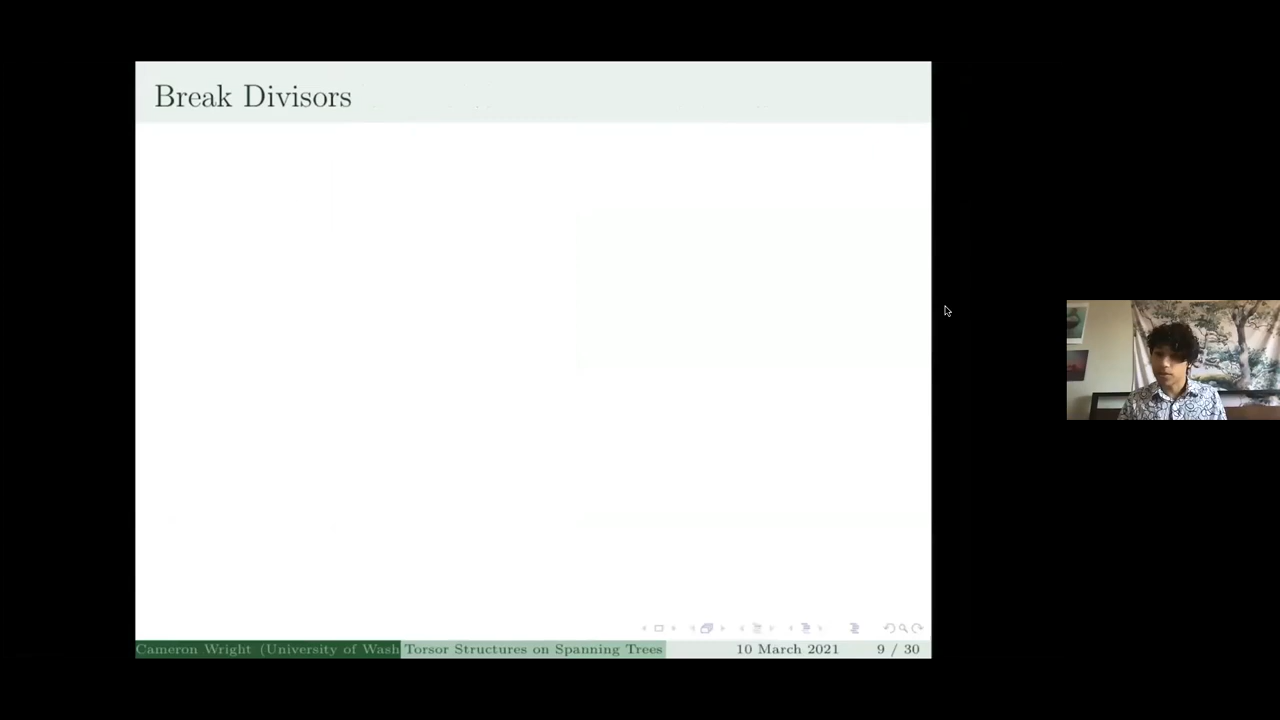 Break Divisors
Cameron Wright (University of Wash
Torsor Structures on Spanning Trees
10 March 2021
9 / 30